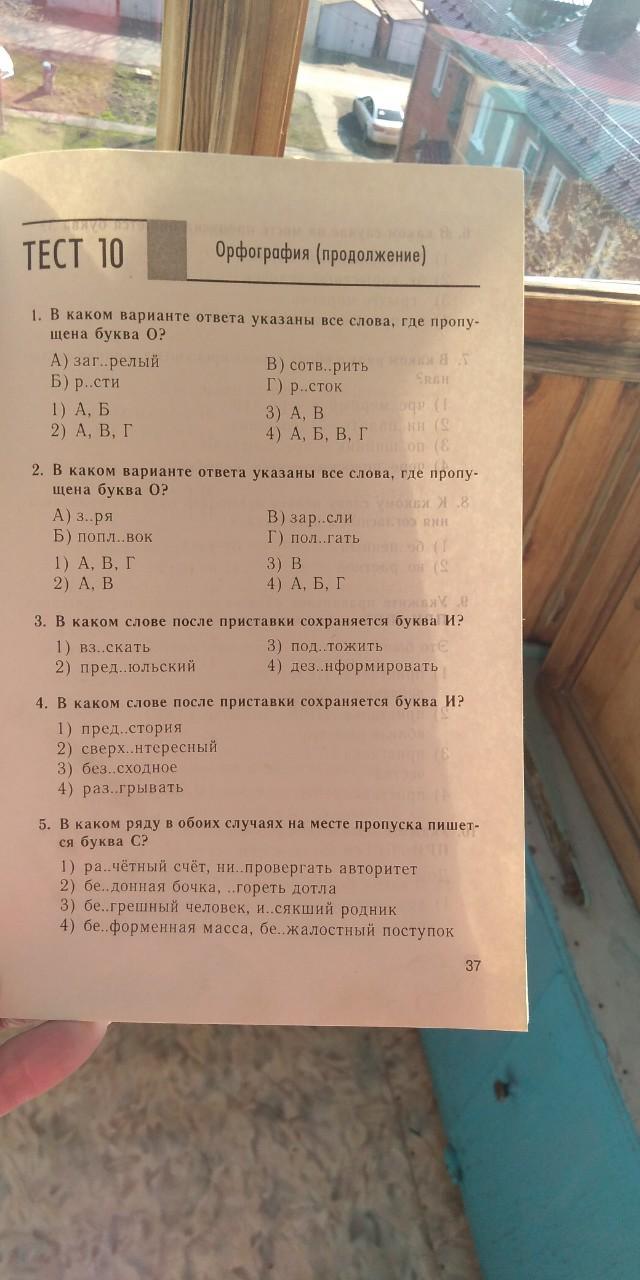 ТЕСТ 10
Орфография (продолжение)
1. В каком варианте ответа указаны все слова, где пропу-
щена буква О?
А) заг..релый В) сотв..рить
Б) р..сти Г) р..сток
1) А, Б 3) А, В
2) А, В, Г 4) А, Б, В, Г
2. В каком варианте ответа указаны все слова, где пропу-
щена буква О?
А) з..ря В) зар..сли
Б) попл..вок Г) пол..гать
1) А, В, Г 3) В
2) А, В 4) А, Б, Г
3. В каком слове после приставки сохраняется буква И?
1) вз..скать 3) под..тожить
2) пред..юльский 4) дез..нформировать
4. В каком слове после приставки сохраняется буква И?
1) пред..стория
2) сверх..нтересный
3) без..сходное
4) раз..грывать
5. В каком ряду в обоих случаях на месте пропуска пишет-
ся буква С?
1) ра..чётный счёт, ни..провергать авторитет
2) бе..донная бочка, ..гореть дотла
3) бе..грешный человек, и..сякший родник
4) бе..форменная масса, бе..жалостный поступок
37